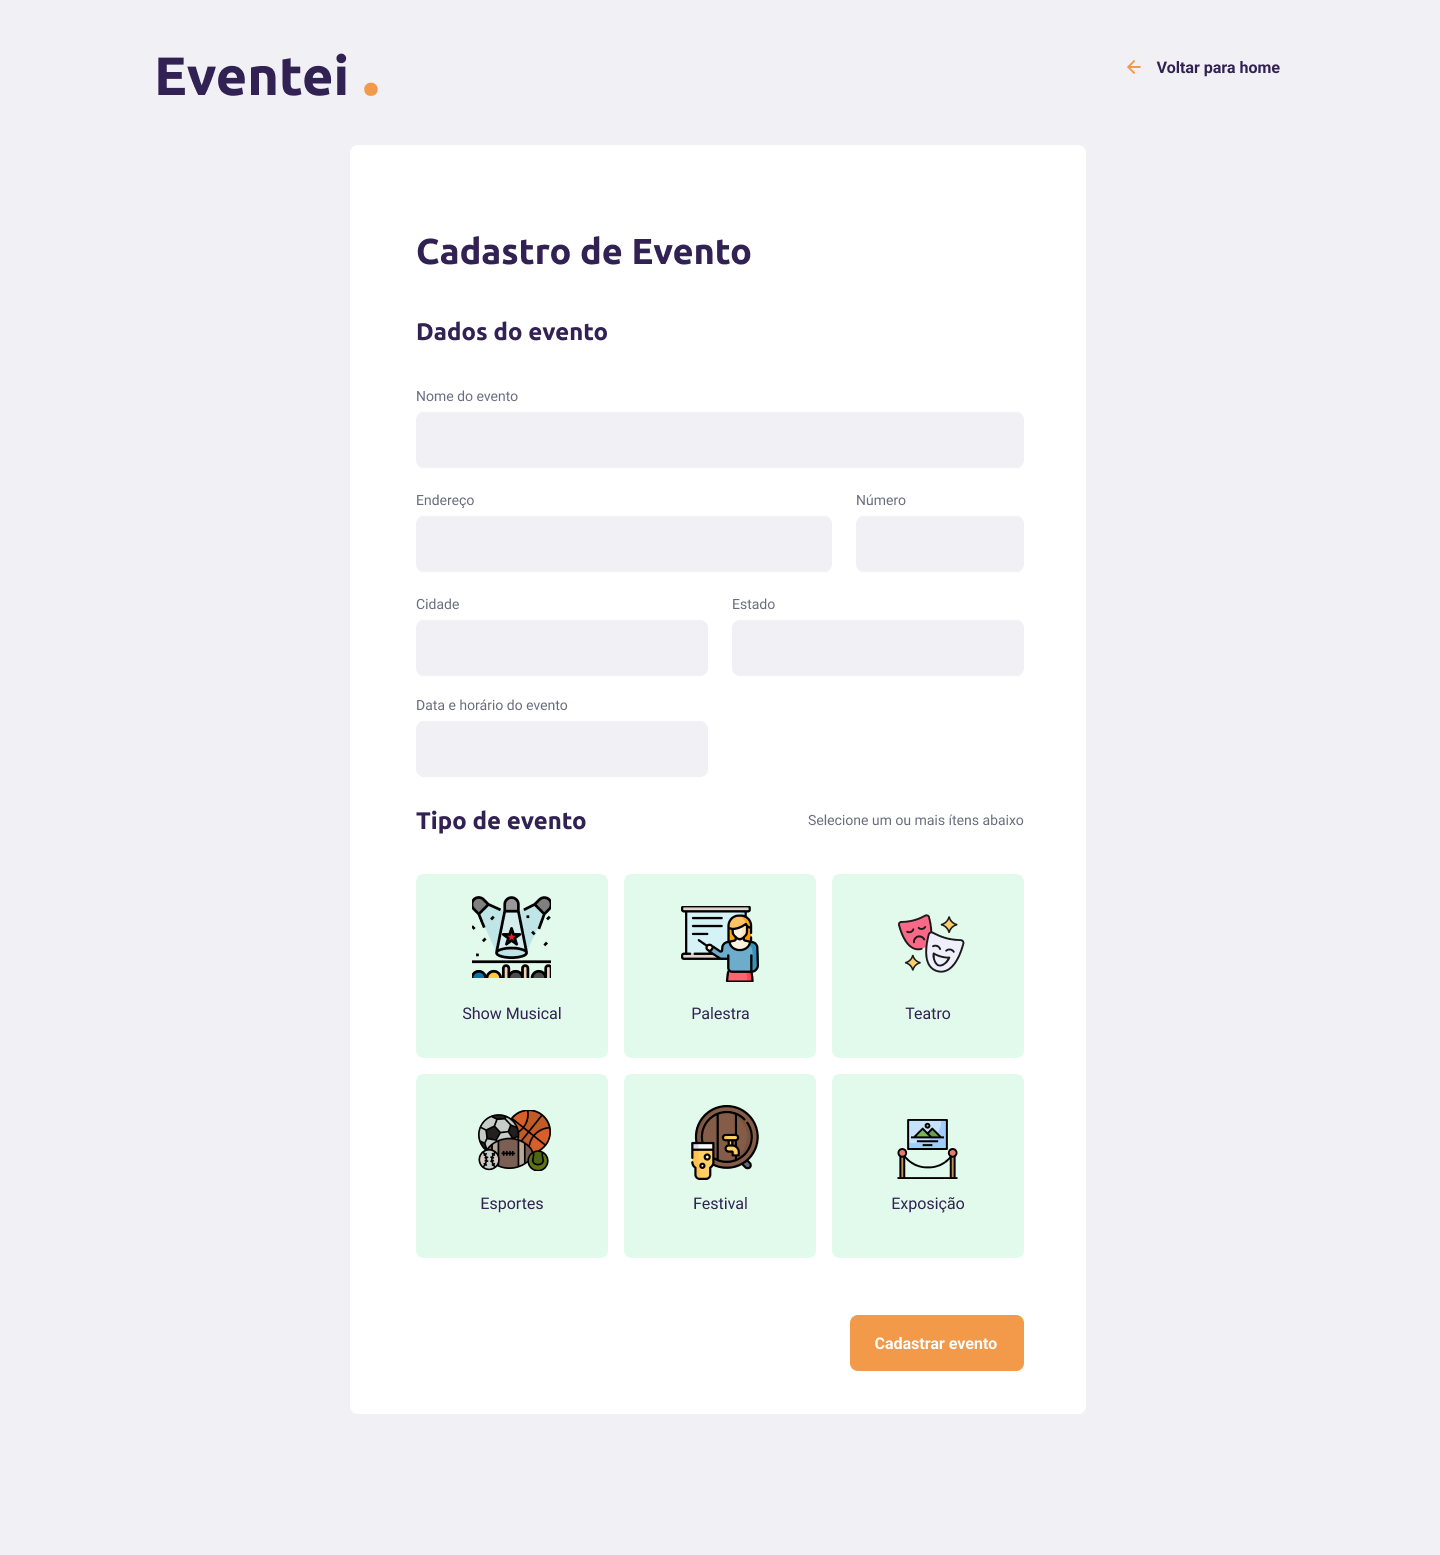 Eventei .
Voltar para home
Cadastro de Evento
Dados do evento
Nome do evento
Endereço
Número
Cidade
Estado
Data e horário do evento
Tipo de evento
Selecione um ou mais ítens abaixo
Show Musical
Palestra
Teatro
Esportes
Festival
Exposição
Cadastrar evento